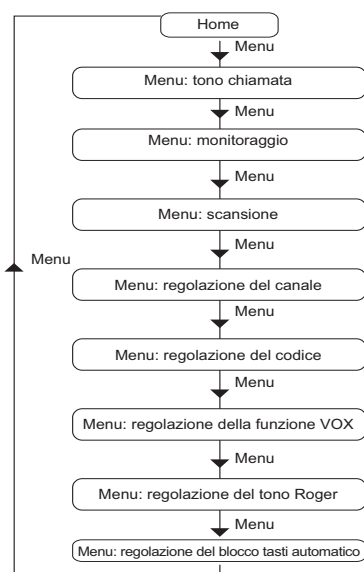 Home
Menu
Menu: tono chiamata
Menu
Menu: monitoraggio
Menu
Menu: scansione
Menu
Menu
Menu: regolazione del canale
Menu
Menu: regolazione del codice
Menu
Menu: regolazione della funzione VOX
Menu
Menu: regolazione del tono Roger
Menu
Menu: regolazione del blocco tasti automatico